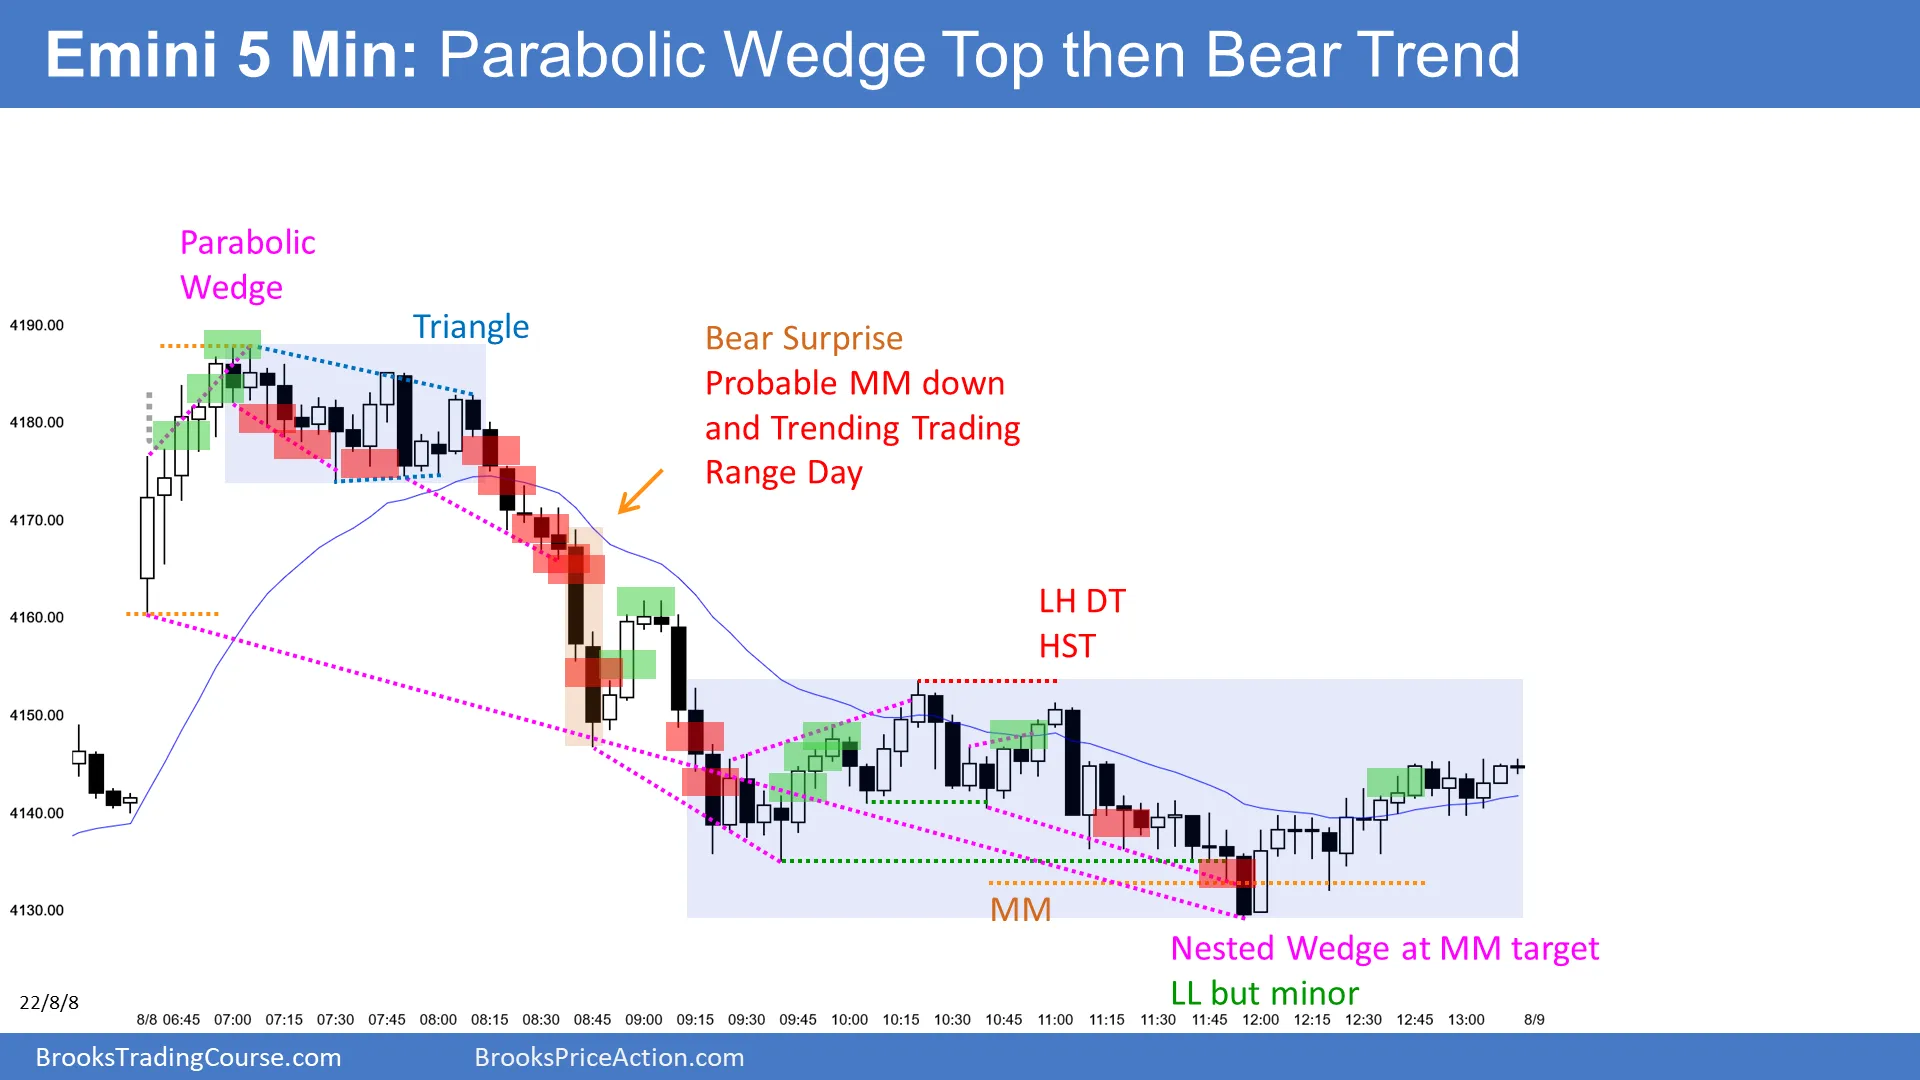 Emini 5 Min: Parabolic Wedge Top then Bear Trend
Parabolic
Wedge
Triangle
Bear Surprise
Probable MM down
and Trending Trading
Range Day
LH DT
HST
MM
Nested Wedge at MM target
LL but minor
4190.00
4180.00
4170.00
4160.00
4150.00
4140.00
4130.00
22/8/8
8/8 06:45 07:00 07:15 07:30 07:45 08:00 08:15 08:30 08:45 09:00 09:15 09:30 09:45 10:00 10:15 10:30 10:45 11:00 11:15 11:30 11:45 12:00 12:15 12:30 12:45 13:00 8/9
BrooksTradingCourse.com BrooksPriceAction.com